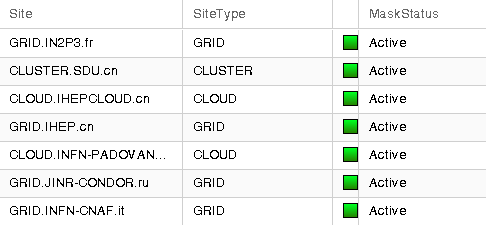 Site SiteType MaskStatus
GRID.IN2P3.fr GRID Active
CLUSTER.SDU.cn CLUSTER Active
CLOUD.IHEPCLOUD.cn CLOUD Active
GRID.IHEP.cn GRID Active
CLOUD.INFN-PADOVAN... CLOUD Active
GRID.JINR-CONDOR.ru GRID Active
GRID.INFN-CNAF.it GRID Active